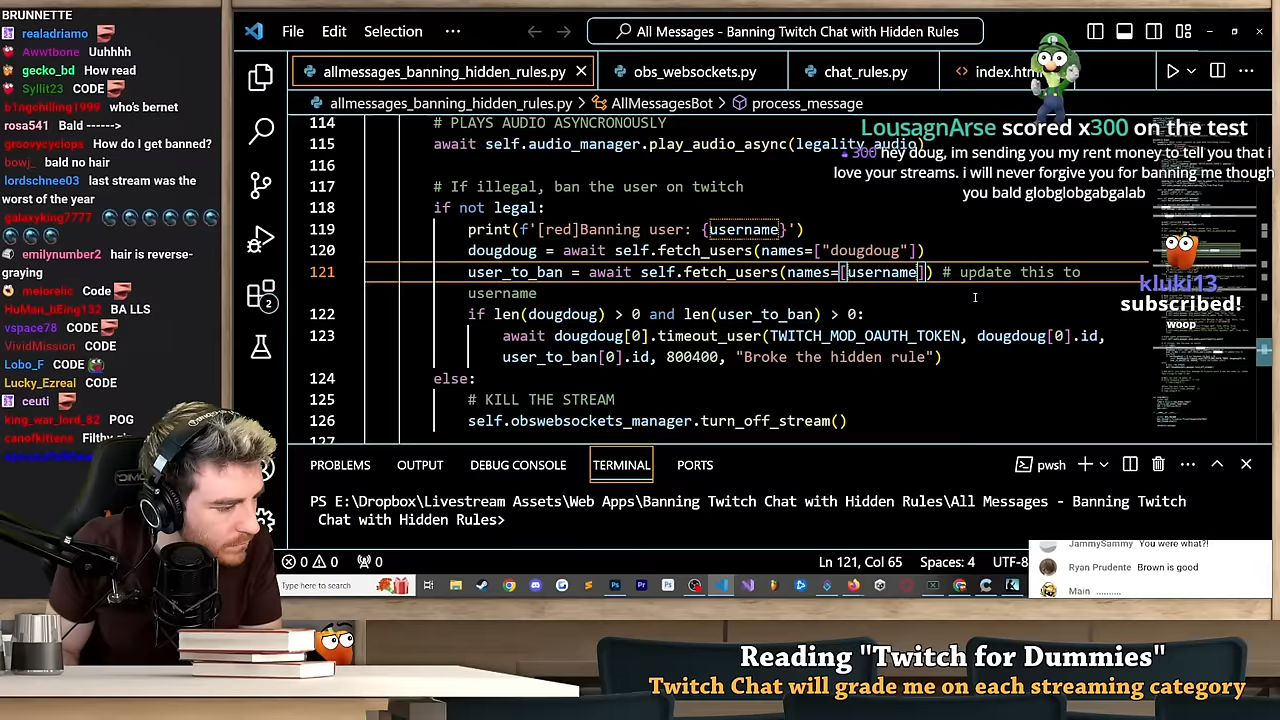 BRUNNETTE
realadriamo
Awwtbone Uuhhhh
gecko_bd How read
Syllit23 CODE
b1ngchilling1999 who's bernet
rosa541 Bald ------>
groovycyclops How do I get banned?
bowj_ bald no hair
lordschnee03 last stream was the
worst of the year
galaxyking7777
emilynumber2 hair is reverse-
graying
melorehc Code
HuMan_bEing132 BA LLS
vspace78 CODE
VividMission CODE
Lobo_F CODE
Lucky_Ezreal CODE
ceuti
king_war_lord_82 POG
canofkittens
File Edit Selection ···
All Messages - Banning Twitch Chat with Hidden Rules
allmessages_banning_hidden_rules.py
obs_websockets.py
chat_rules.py
allmessages_banning_hidden_rules.py > AllMessagesBot > process_message
114 # PLAYS AUDIO ASYNCRONOUSLY
115 await self.audio_manager.play_audio_async(legality_audio)
116
117 # If illegal, ban the user on twitch
118 if not legal:
119 print(f'[red]Banning user: {username}')
120 dougdoug = await self.fetch_users(names=["dougdoug"])
121 user_to_ban = await self.fetch_users(names=[username]) # update this to
username
122 if len(dougdoug) > 0 and len(user_to_ban) > 0:
123 await dougdoug[0].timeout_user(TWITCH_MOD_OAUTH_TOKEN, dougdoug[0].id,
user_to_ban[0].id, 800400, "Broke the hidden rule")
124 else:
125 # KILL THE STREAM
126 self.obswebsockets_manager.turn_off_stream()
127
LousagnArse scored x300 on the test
300 hey doug, im sending you my rent money to tell you that i
love your streams. i will never forgive you for banning me though
you bald globglobgabgalab
kluki13
subscribed!
woop
2
PROBLEMS OUTPUT DEBUG CONSOLE TERMINAL PORTS
pwsh
PS E:\Dropbox\Livestream Assets\Web Apps\Banning Twitch Chat with Hidden Rules\All Messages - Banning Twitch
Chat with Hidden Rules>
0 0 0
Ln 121, Col 65 Spaces: 4 UTF-8
Type here to search
JammySammy You were what?!
Ryan Prudente Brown is good
Main ..........
Reading "Twitch for Dummies"
Twitch Chat will grade me on each streaming category